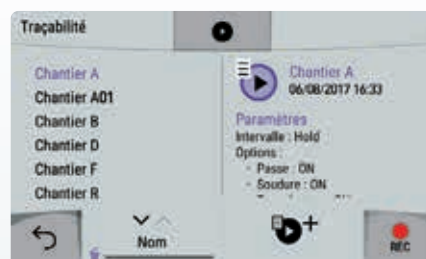 Traçabilité
Chantier A
Chantier A01
Chantier B
Chantier D
Chantier F
Chantier R
Chantier A
06/08/2017 16:33
Paramètres
Intervalle : Hold
Options :
- Passe : ON
- Soudure : ON
Nom
REC